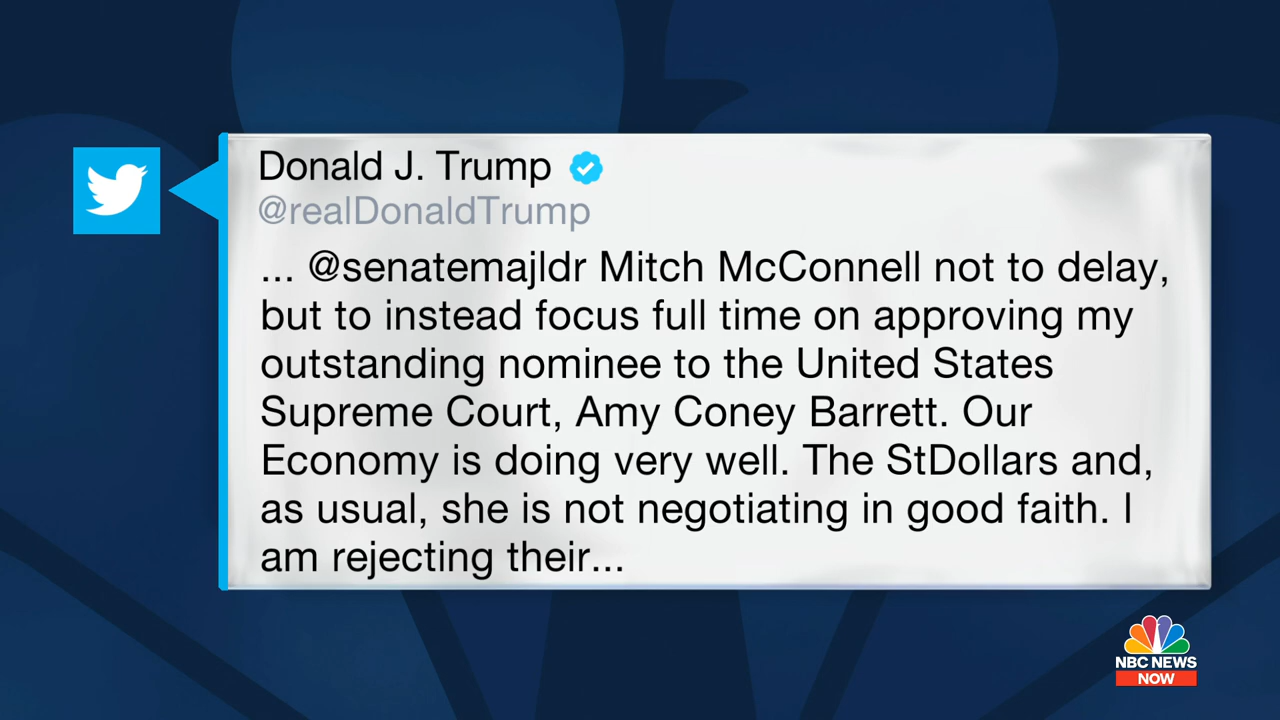 Donald J. Trump
@realDonaldTrump
... @senatemajldr Mitch McConnell not to delay,
but to instead focus full time on approving my
outstanding nominee to the United States
Supreme Court, Amy Coney Barrett. Our
Economy is doing very well. The StDollars and,
as usual, she is not negotiating in good faith. I
am rejecting their...
NBC NEWS
NOW